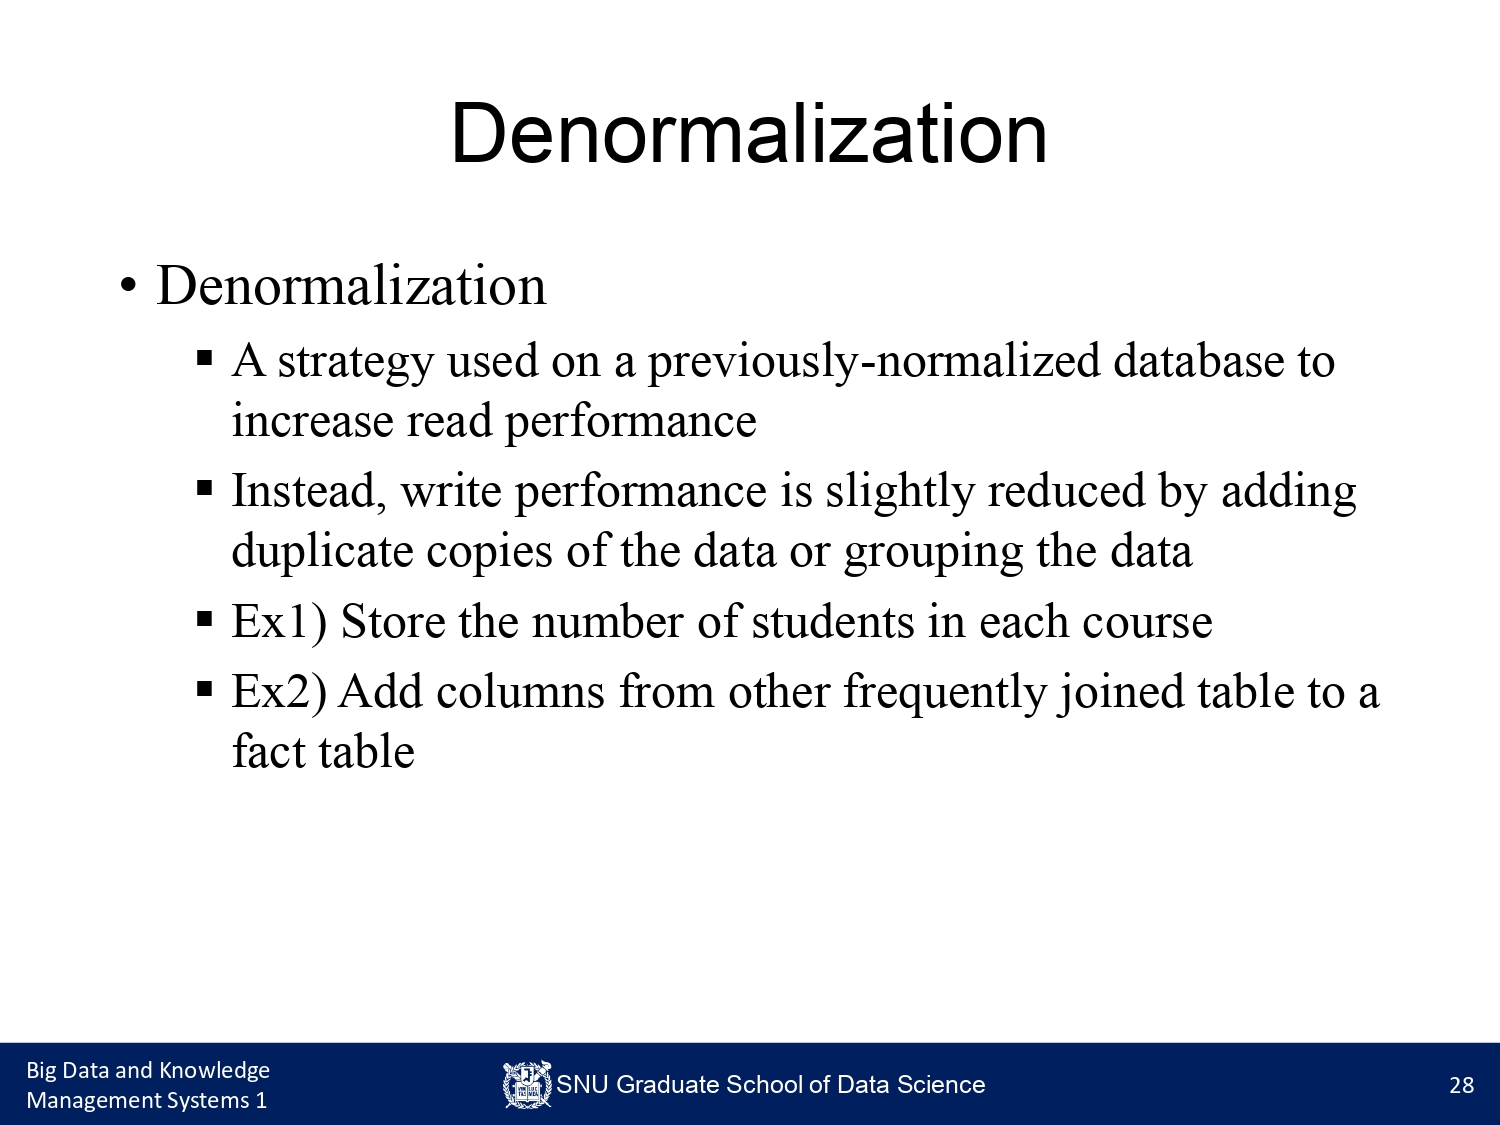 Denormalization
• Denormalization
▪ A strategy used on a previously-normalized database to
increase read performance
▪ Instead, write performance is slightly reduced by adding
duplicate copies of the data or grouping the data
▪ Ex1) Store the number of students in each course
▪ Ex2) Add columns from other frequently joined table to a
fact table
Big Data and Knowledge
Management Systems 1
SNU Graduate School of Data Science
28